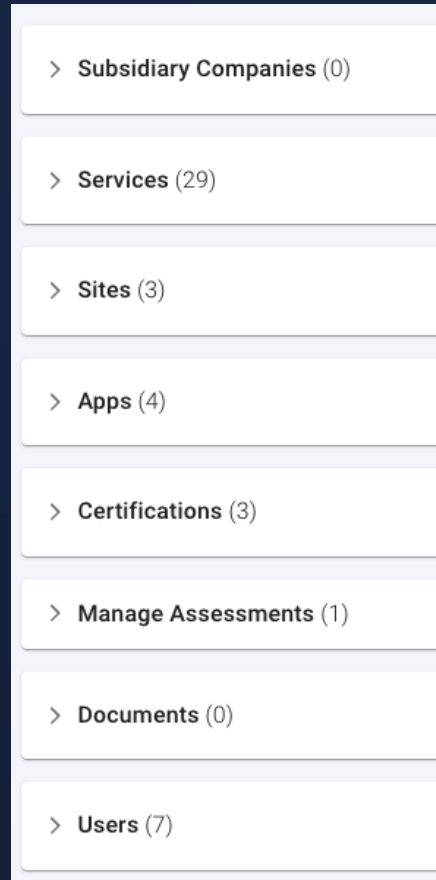 Subsidiary Companies (0)
Services (29)
Sites (3)
Apps (4)
Certifications (3)
Manage Assessments (1)
Documents (0)
Users (7)